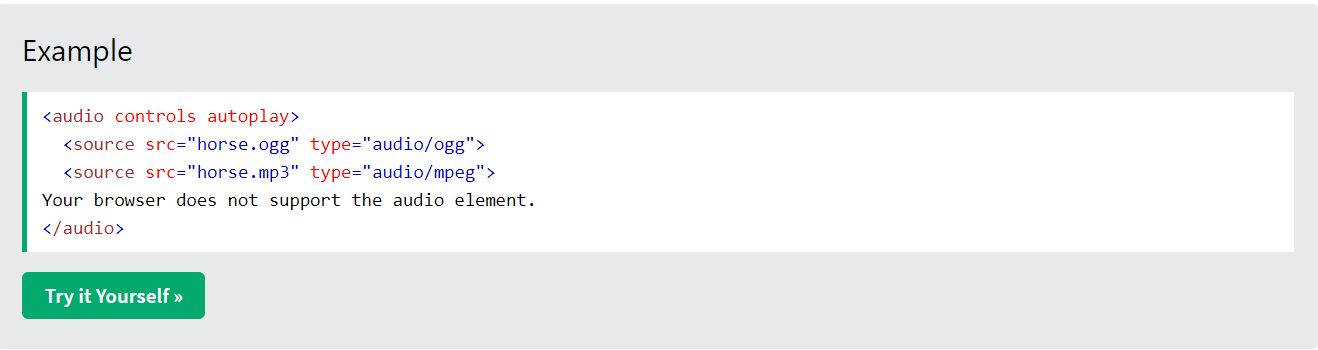 Example
<audio controls autoplay>
  <source src="horse.ogg" type="audio/ogg">
  <source src="horse.mp3" type="audio/mpeg">
Your browser does not support the audio element.
</audio>
Try it Yourself »